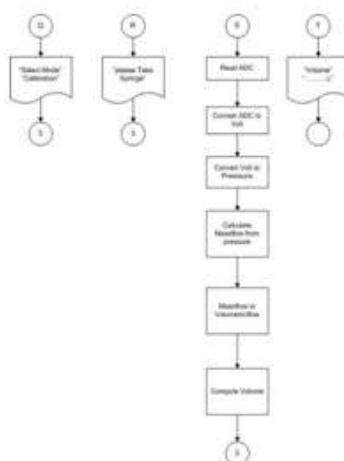 R
"Select Mode"
"Calibration"
"please Take
Syringe"
Read ADC
"Volume"
S
S
Convert ADC to
Volt
Convert Volt to
Pressure
Calculate
Massflow from
pressure
Massflow to
Volumetricflow
Compute Volume
S